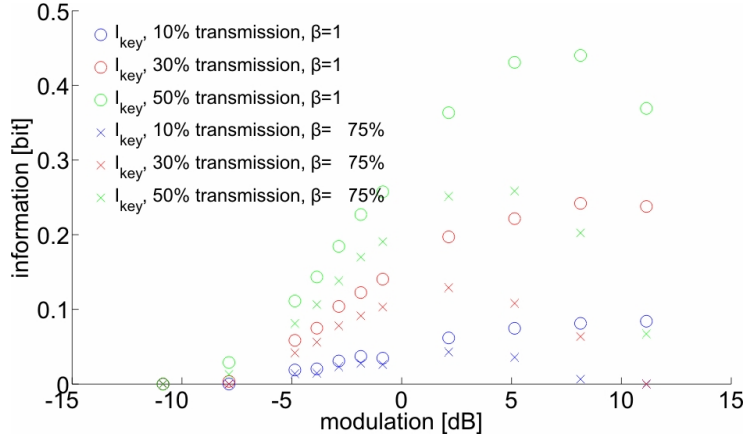 0.5
I_key, 10% transmission, β=1
I_key, 30% transmission, β=1
0.4
I_key, 50% transmission, β=1
I_key, 10% transmission, β= 75%
0.3
I_key, 30% transmission, β= 75%
I_key, 50% transmission, β= 75%
0.2
0.1
0
information [bit]
-15 -10 -5 0 5 10 15
modulation [dB]